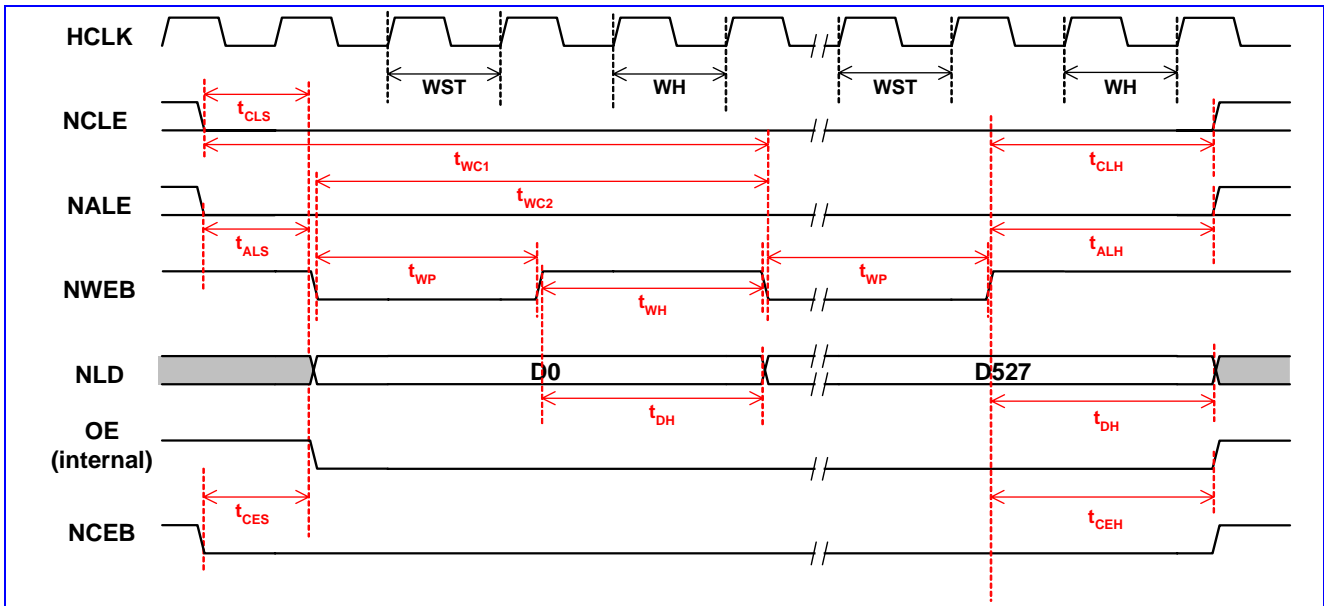 HCLK
WST
WH
WST
WH
NCLE
tCLS
tWC1
tCLH
tWC2
NALE
tALS
tALH
tWP
tWP
NWEB
tWH
NLD
D0
D527
tDH
tDH
OE
(internal)
tCES
tCEH
NCEB